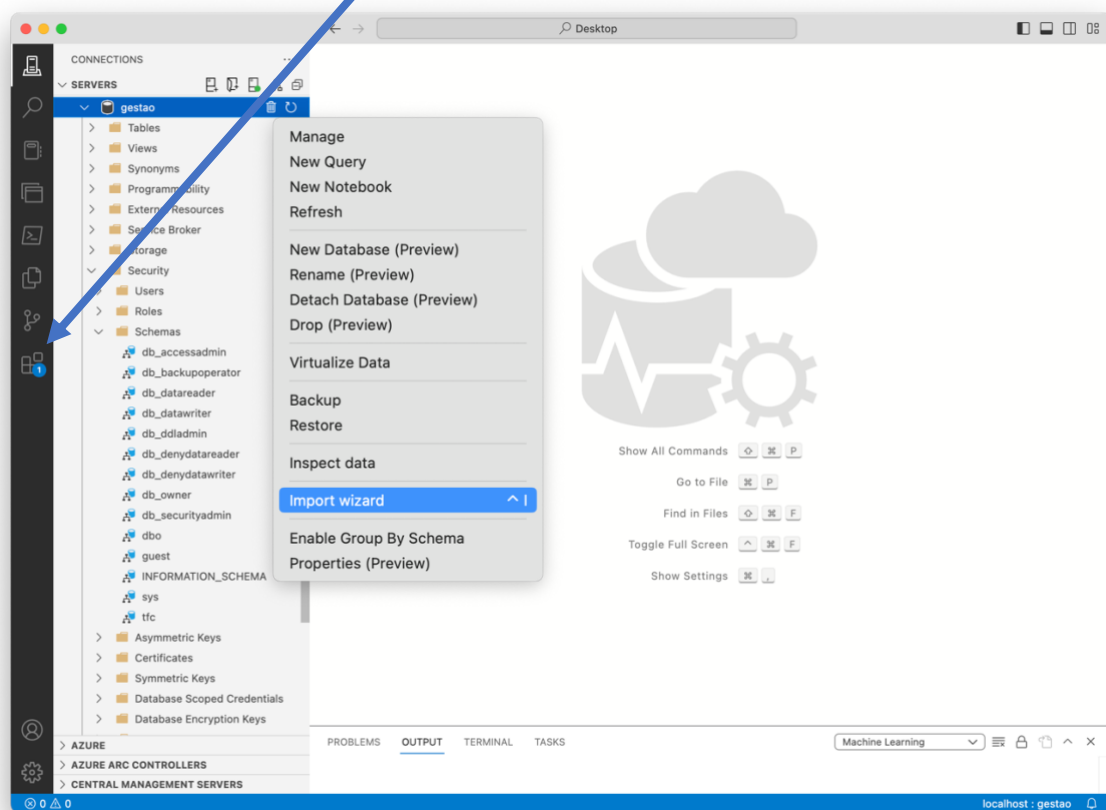 Desktop
CONNECTIONS
SERVERS
gestao
Tables
Views
Synonyms
Programmability
External Resources
Service Broker
Storage
Security
Users
Roles
Schemas
db_accessadmin
db_backupoperator
db_datareader
db_datawriter
db_ddladmin
db_denydatareader
db_denydatawriter
db_owner
db_securityadmin
dbo
guest
INFORMATION_SCHEMA
sys
tfc
Asymmetric Keys
Certificates
Symmetric Keys
Database Scoped Credentials
Database Encryption Keys
AZURE
AZURE ARC CONTROLLERS
CENTRAL MANAGEMENT SERVERS
1
Manage
New Query
New Notebook
Refresh
New Database (Preview)
Rename (Preview)
Detach Database (Preview)
Drop (Preview)
Virtualize Data
Backup
Restore
Inspect data
Import wizard ^ I
Enable Group By Schema
Properties (Preview)
Show All Commands ⇧ ⌘ P
Go to File ⌘ P
Find in Files ⇧ ⌘ F
Toggle Full Screen ^ ⌘ F
Show Settings ⌘ ,
PROBLEMS OUTPUT TERMINAL TASKS Machine Learning
0 0 localhost : gestao